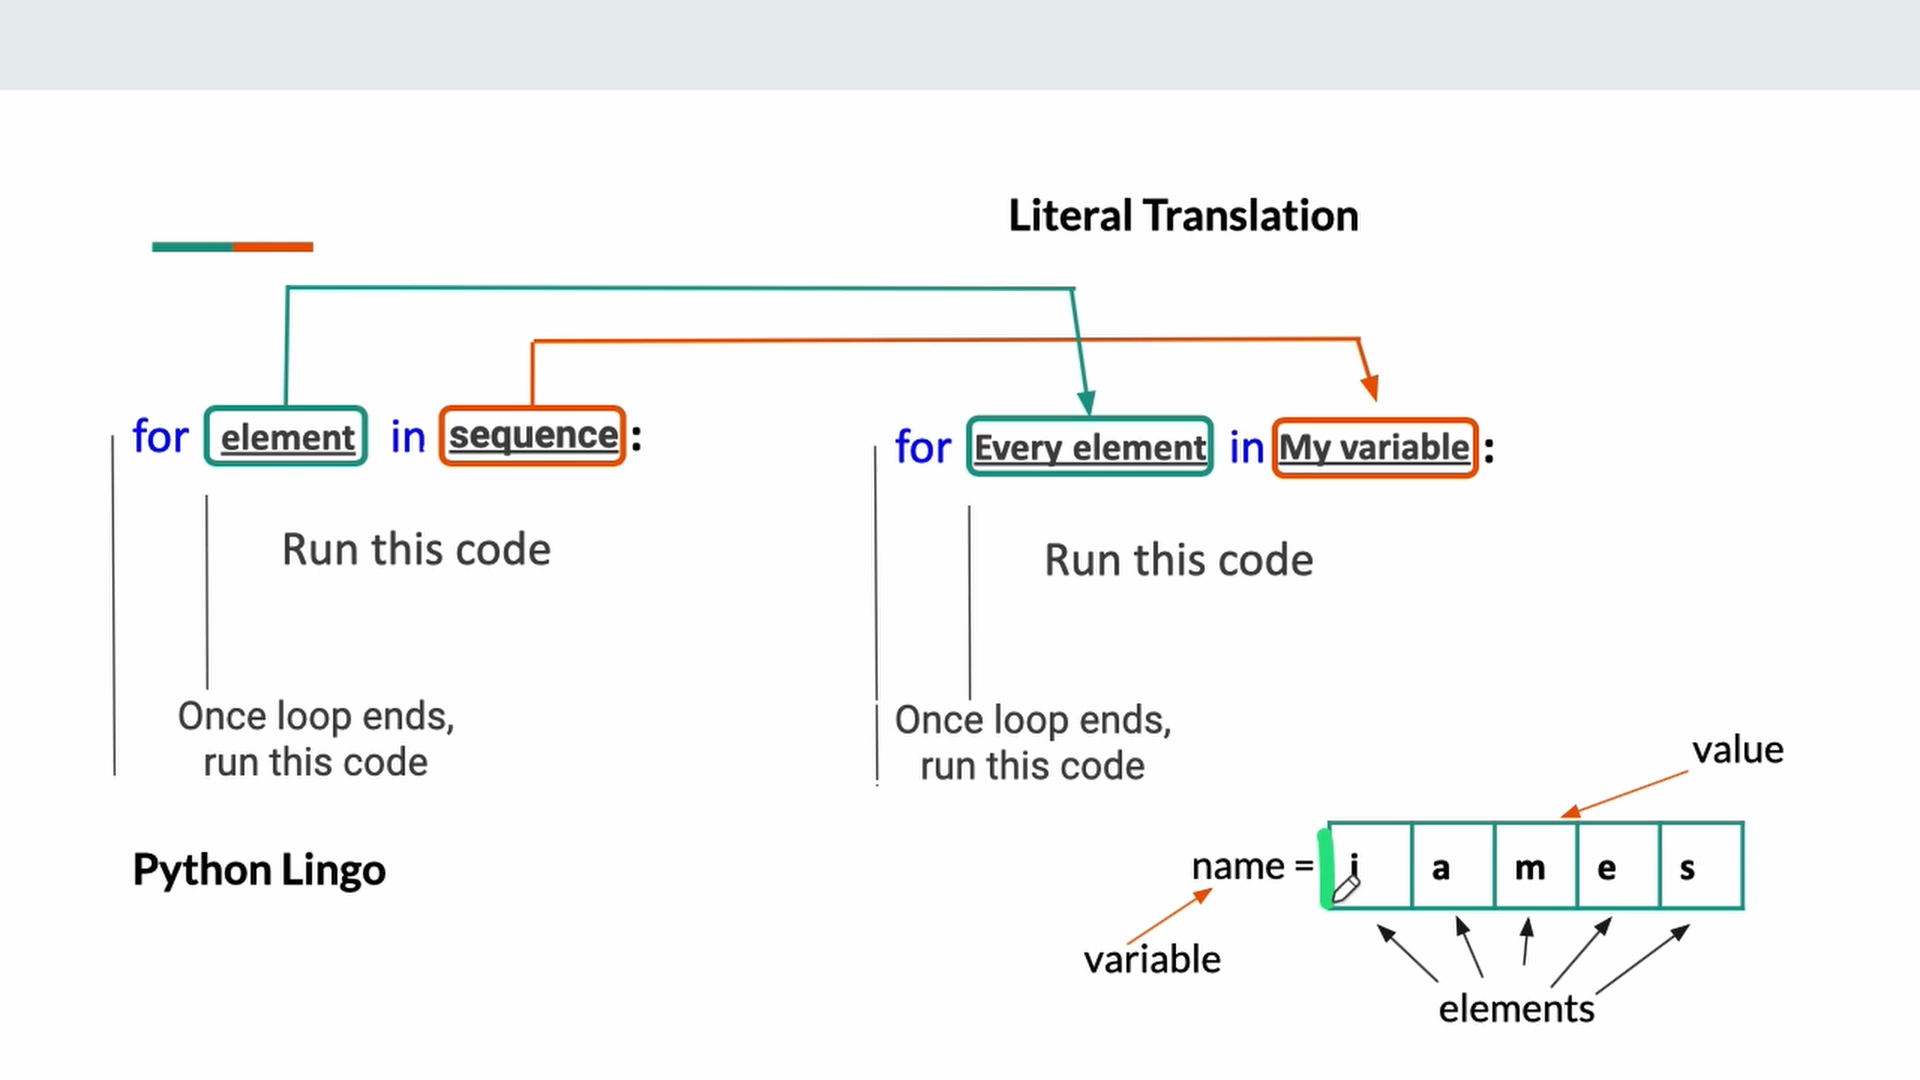 Literal Translation
for element in sequence:
Run this code
Once loop ends,
run this code
Python Lingo
for Every element in My variable:
Run this code
Once loop ends,
run this code
value
name = j a m e s
variable
elements